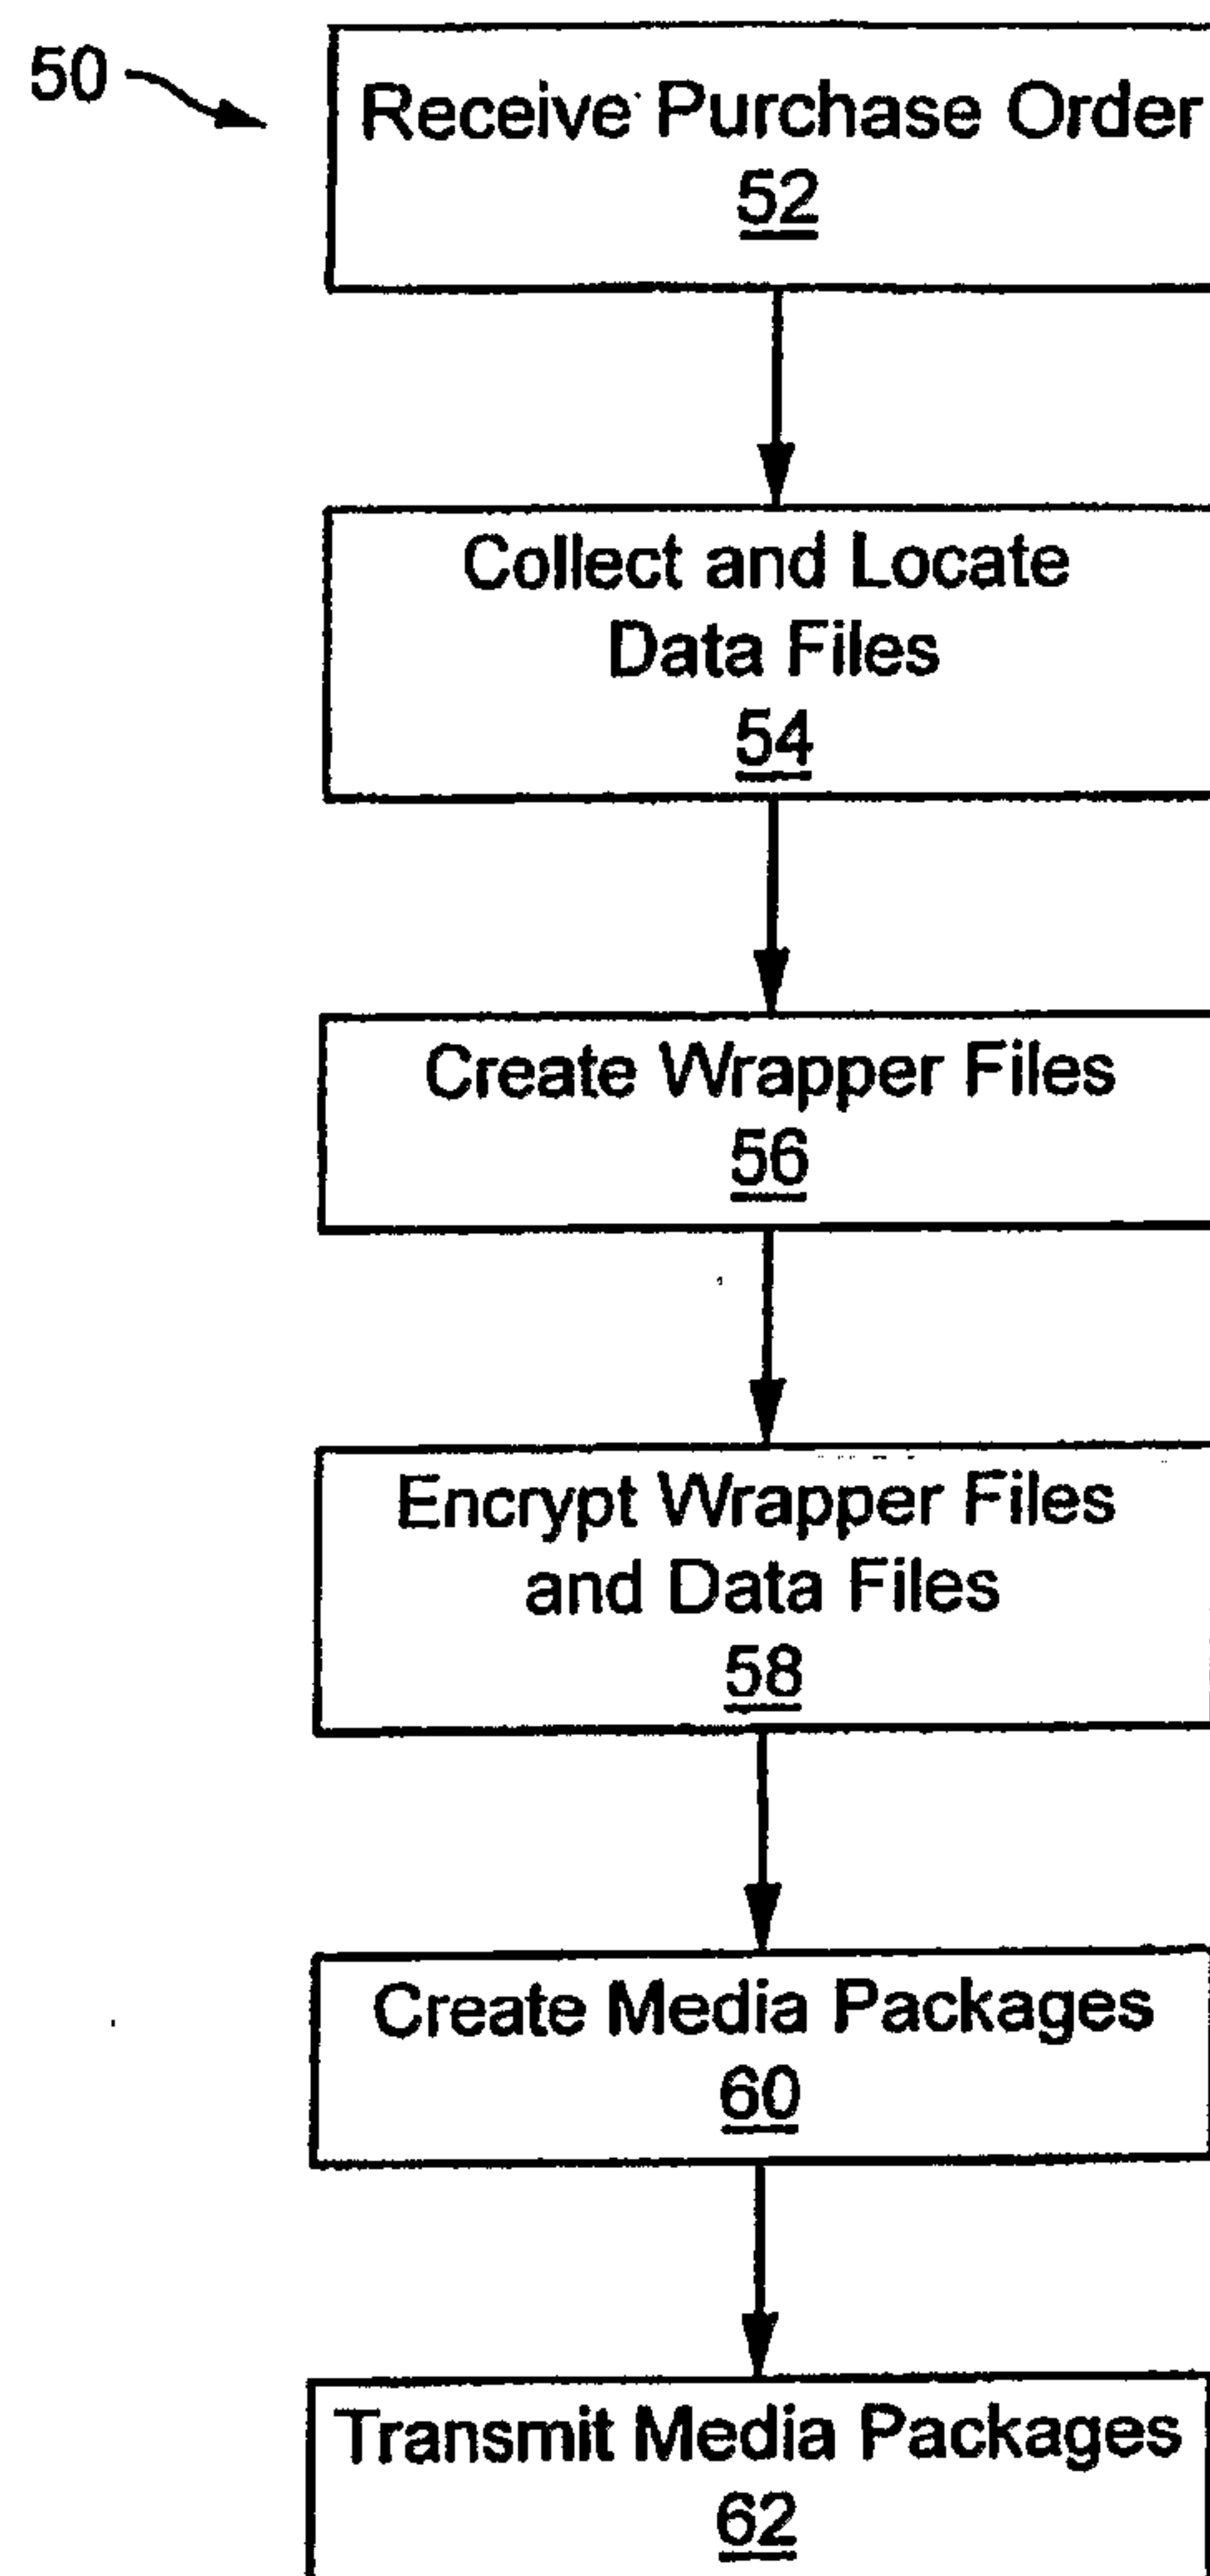 50
Receive Purchase Order
52
Collect and Locate
Data Files
54
Create Wrapper Files
56
Encrypt Wrapper Files
and Data Files
58
Create Media Packages
60
Transmit Media Packages
62